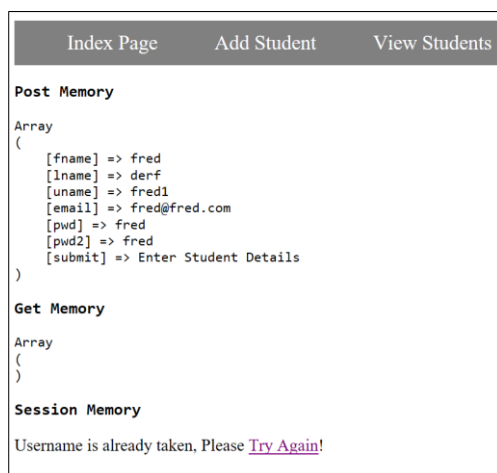 Index Page Add Student View Students
Post Memory
Array
(
[fname] => fred
[lname] => derf
[uname] => fred1
[email] => fred@fred.com
[pwd] => fred
[pwd2] => fred
[submit] => Enter Student Details
)
Get Memory
Array
(
)
Session Memory
Username is already taken, Please Try Again!